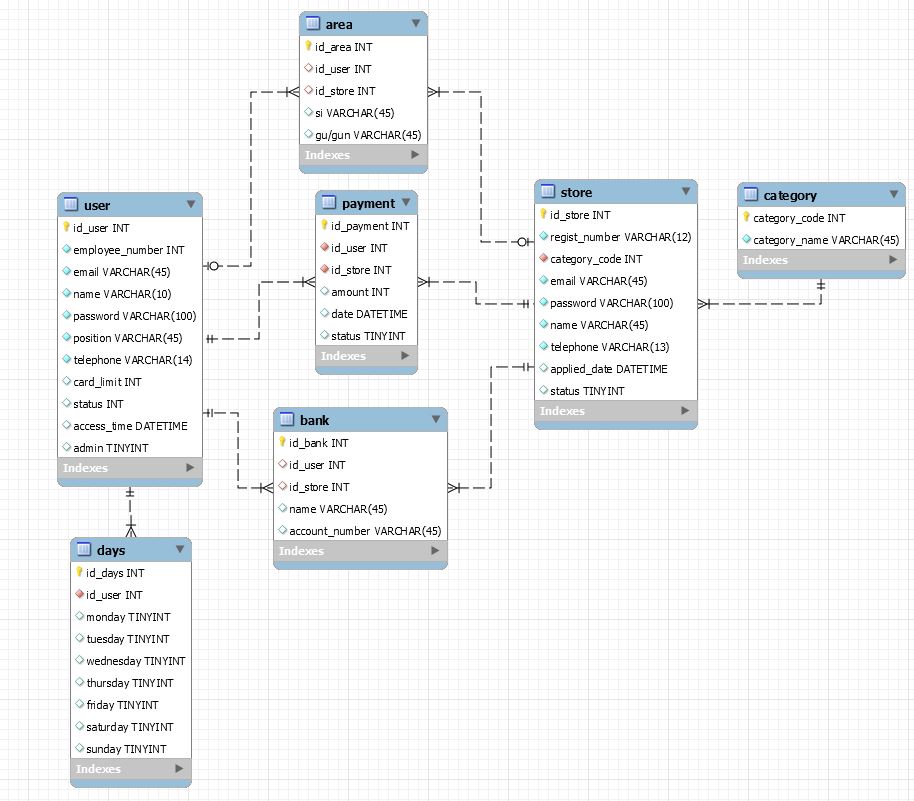 area
id_area INT
id_user INT
id_store INT
si VARCHAR(45)
gu/gun VARCHAR(45)
Indexes
user
id_user INT
employee_number INT
email VARCHAR(45)
name VARCHAR(10)
password VARCHAR(100)
position VARCHAR(45)
telephone VARCHAR(14)
card_limit INT
status INT
access_time DATETIME
admin TINYINT
Indexes
payment
id_payment INT
id_user INT
id_store INT
amount INT
date DATETIME
status TINYINT
Indexes
store
id_store INT
regist_number VARCHAR(12)
category_code INT
email VARCHAR(45)
password VARCHAR(100)
name VARCHAR(45)
telephone VARCHAR(13)
applied_date DATETIME
status TINYINT
Indexes
category
category_code INT
category_name VARCHAR(45)
Indexes
bank
id_bank INT
id_user INT
id_store INT
name VARCHAR(45)
account_number VARCHAR(45)
Indexes
days
id_days INT
id_user INT
monday TINYINT
tuesday TINYINT
wednesday TINYINT
thursday TINYINT
friday TINYINT
saturday TINYINT
sunday TINYINT
Indexes